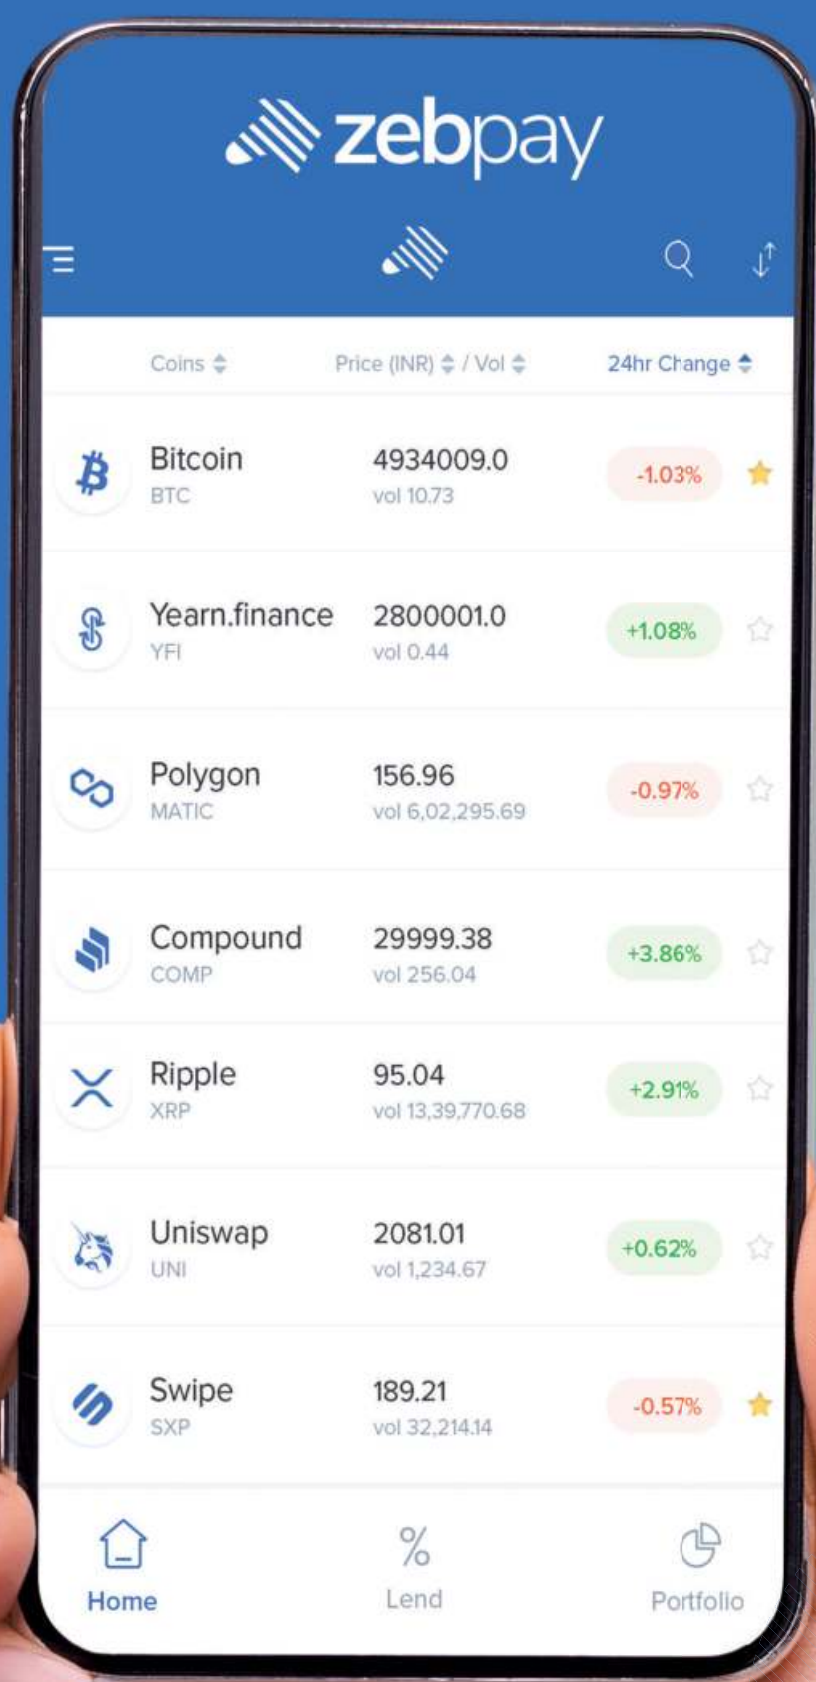 zebpay
Coins Price (INR) / Vol 24hr Change
Bitcoin 4934009.0 -1.03%
BTC vol 10.73
Yearn.finance 2800001.0 +1.08%
YFI vol 0.44
Polygon 156.96 -0.97%
MATIC vol 6,02,295.69
Compound 29999.38 +3.86%
COMP vol 256.04
Ripple 95.04 +2.91%
XRP vol 13,39,770.68
Uniswap 2081.01 +0.62%
UNI vol 1,234.67
Swipe 189.21 -0.57%
SXP vol 32,214.14
%
Home Lend Portfolio